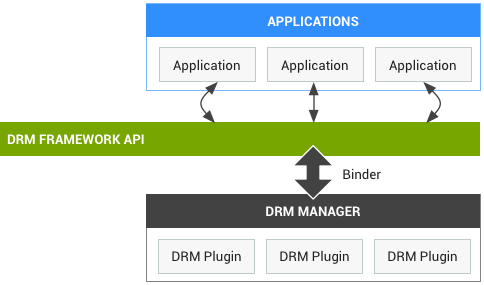 APPLICATIONS
Application Application Application
DRM FRAMEWORK API
Binder
DRM MANAGER
DRM Plugin DRM Plugin DRM Plugin